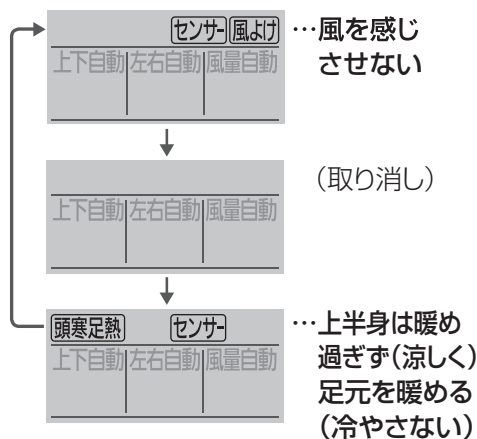 センサー 風よけ …風を感じ
上下自動 左右自動 風量自動 させない
(取り消し)
上下自動 左右自動 風量自動
頭寒足熱 センサー …上半身は暖め
上下自動 左右自動 風量自動 過ぎず(涼しく)
足元を暖める
(冷やさない)